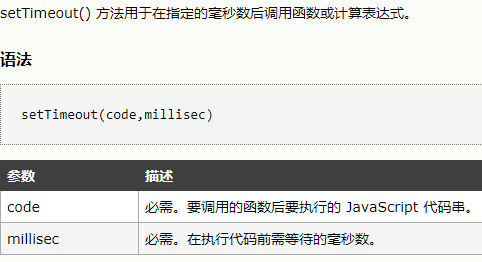 setTimeout() 方法用于在指定的毫秒数后调用函数或计算表达式。
语法
setTimeout(code,millisec)
参数 描述
code 必需。要调用的函数后要执行的 JavaScript 代码串。
millisec 必需。在执行代码前需等待的毫秒数。